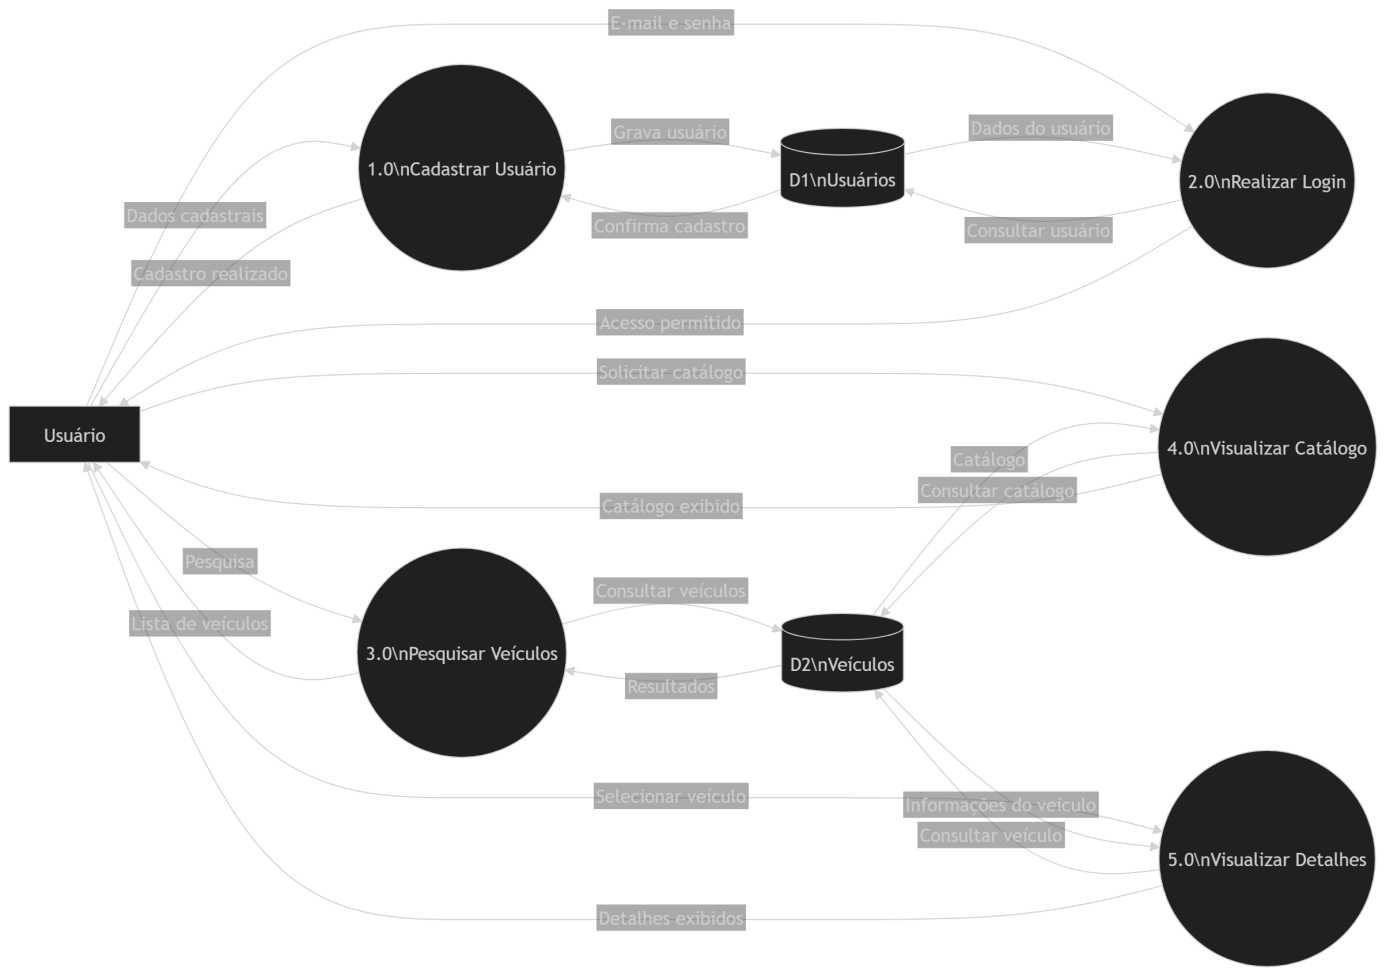 E-mail e senha
Grava usuário
Dados do usuário
1.0\nCadastrar Usuário
D1\nUsuários
2.0\nRealizar Login
Dados cadastrais
Confirma cadastro
Consultar usuário
Cadastro realizado
Acesso permitido
Solicitar catálogo
Usuário
4.0\nVisualizar Catálogo
Catálogo
Consultar catálogo
Catálogo exibido
Pesquisa
Consultar veículos
Lista de veículos
3.0\nPesquisar Veículos
D2\nVeículos
Resultados
Selecionar veículo
Informações do veículo
Consultar veículo
5.0\nVisualizar Detalhes
Detalhes exibidos